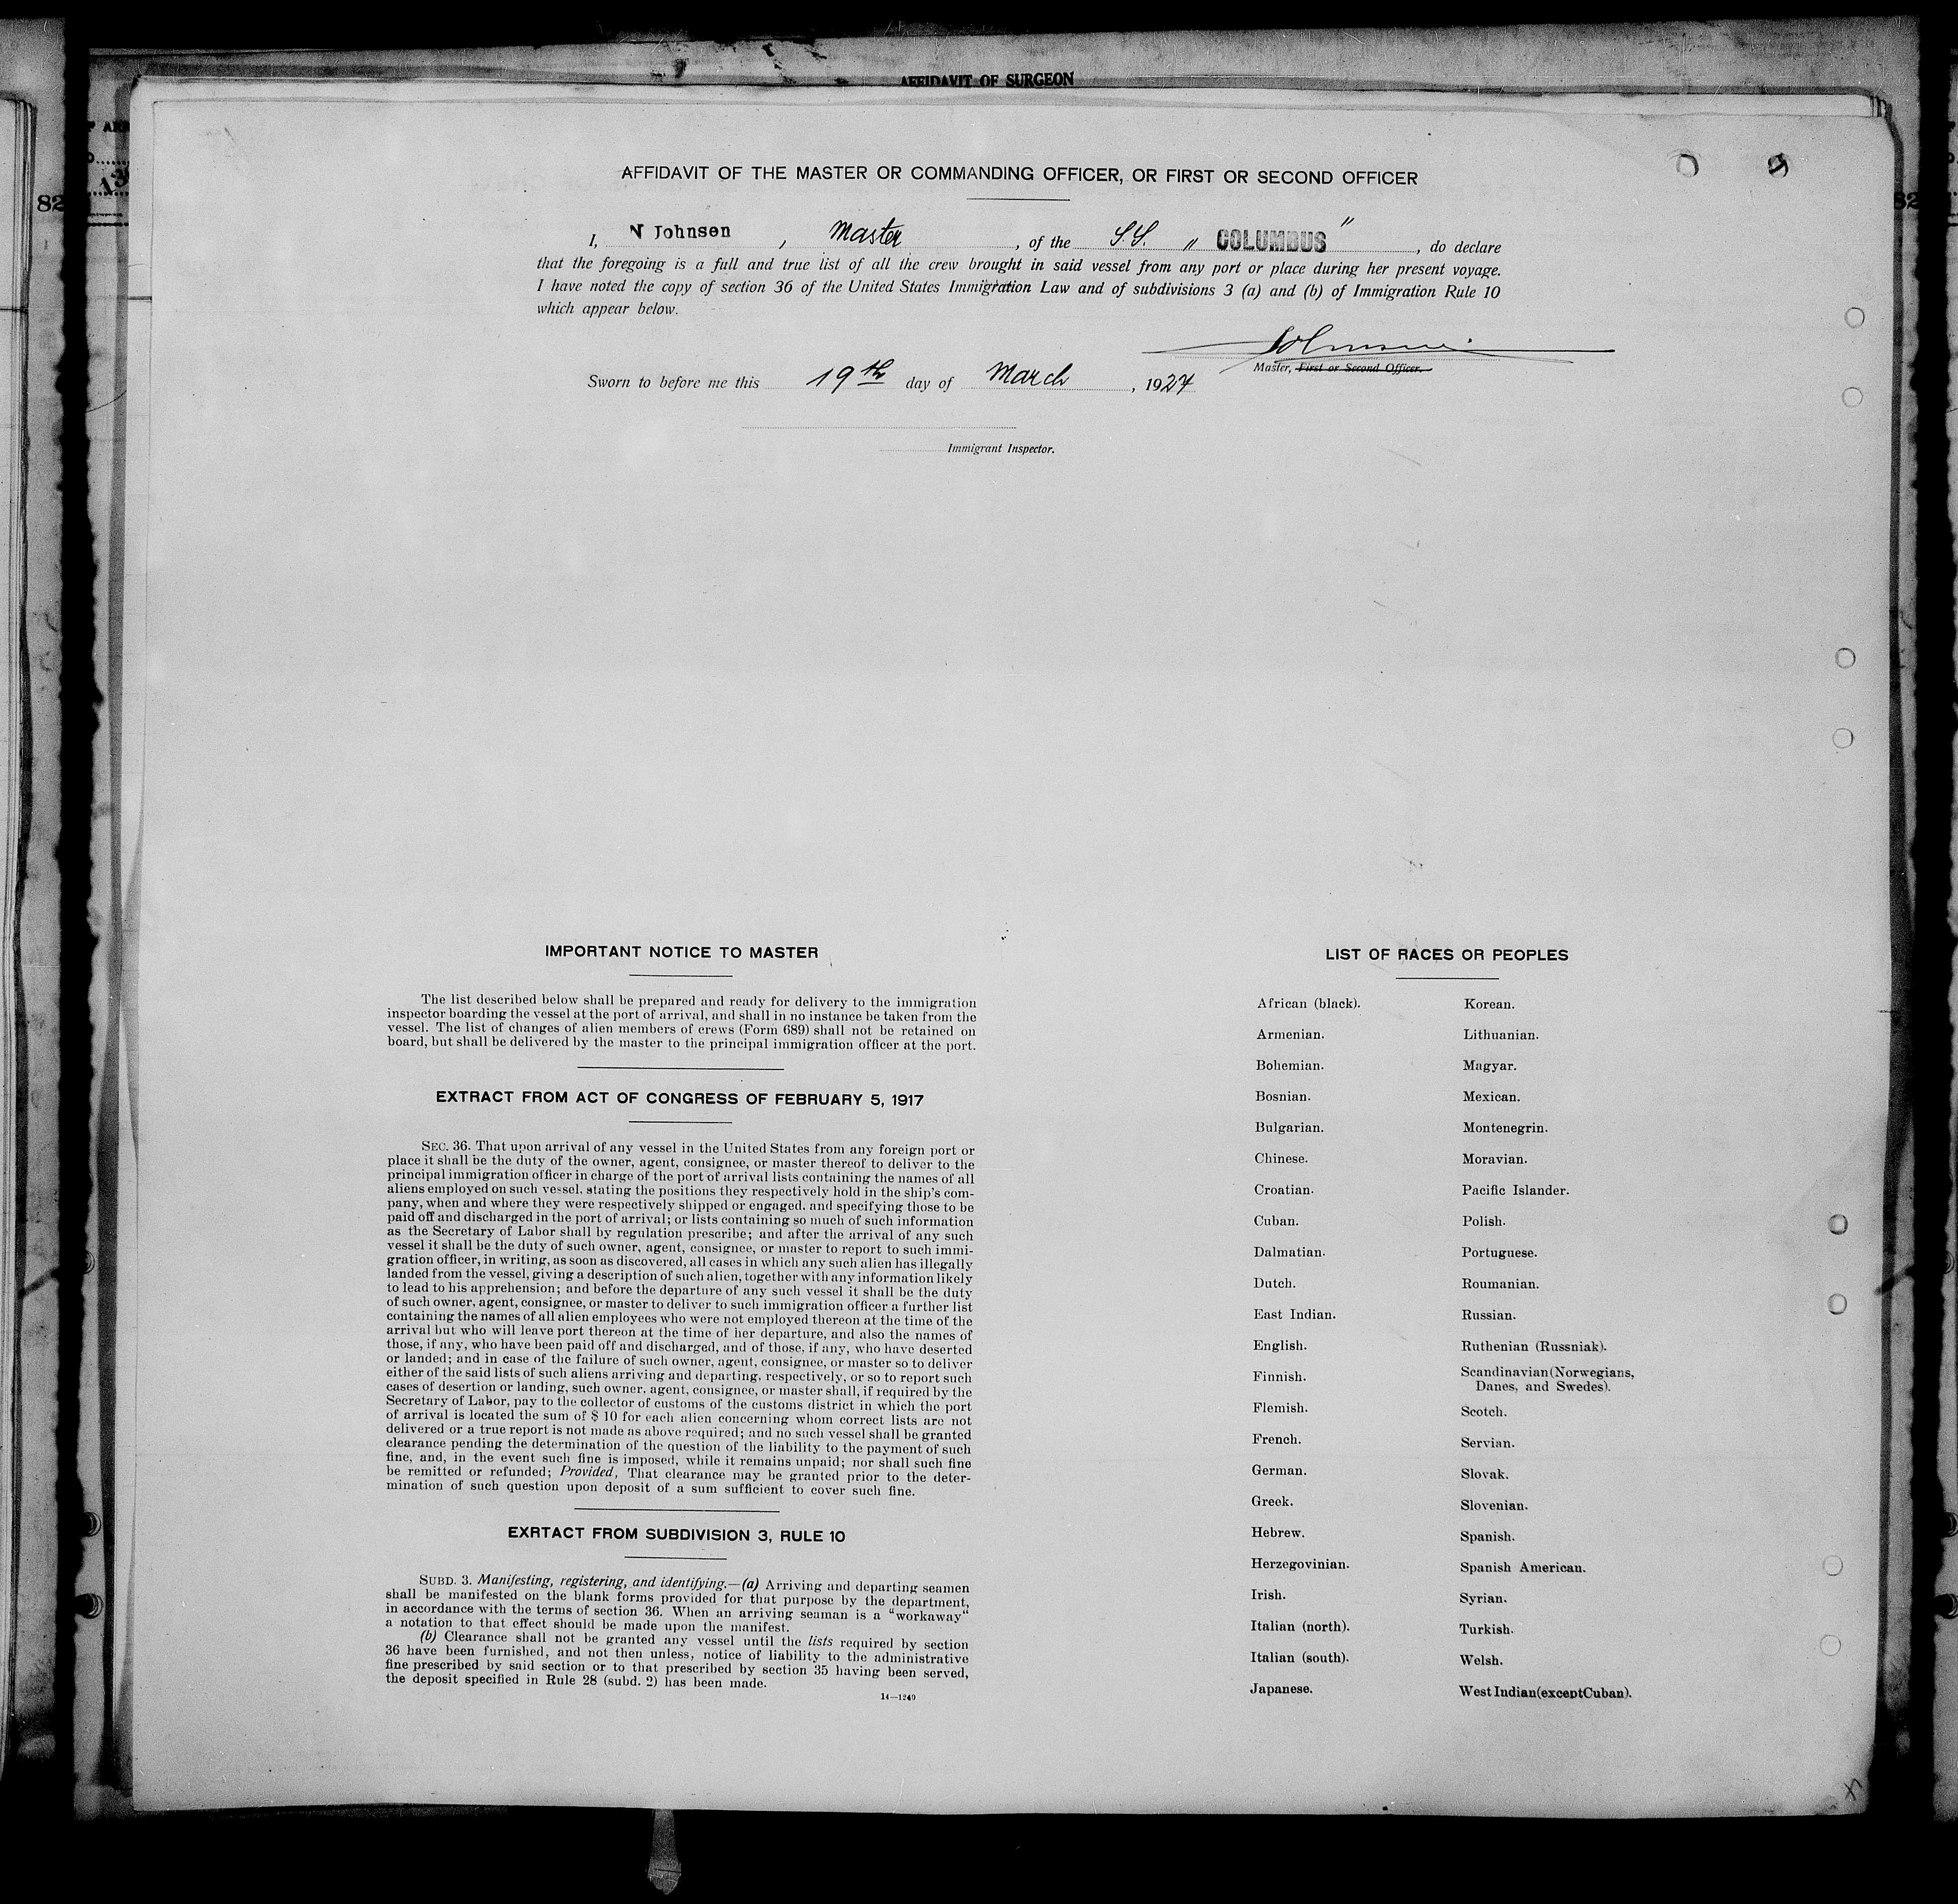 AFFIDAVIT OF SURGEON
AFFIDAVIT OF THE MASTER OR COMMANDING OFFICER, OR FIRST OR SECOND OFFICER
I, N Johnsen, Master, of the S.S. "COLUMBUS", do declare
that the foregoing is a full and true list of all the crew brought in said vessel from any port or place during her present voyage.
I have noted the copy of section 36 of the United States Immigration Law and of subdivisions 3 (a) and (b) of Immigration Rule 10
which appear below.
Johnsen
Master, First or Second Officer.
Sworn to before me this 19th day of March, 1924
Immigrant Inspector.
82
82
IMPORTANT NOTICE TO MASTER
The list described below shall be prepared and ready for delivery to the immigration
inspector boarding the vessel at the port of arrival, and shall in no instance be taken from the
vessel. The list of changes of alien members of crews (Form 689) shall not be retained on
board, but shall be delivered by the master to the principal immigration officer at the port.
EXTRACT FROM ACT OF CONGRESS OF FEBRUARY 5, 1917
SEC. 36. That upon arrival of any vessel in the United States from any foreign port or
place it shall be the duty of the owner, agent, consignee, or master thereof to deliver to the
principal immigration officer in charge of the port of arrival lists containing the names of all
aliens employed on such vessel, stating the positions they respectively hold in the ship's com-
pany, when and where they were respectively shipped or engaged, and specifying those to be
paid off and discharged in the port of arrival; or lists containing so much of such information
as the Secretary of Labor shall by regulation prescribe; and after the arrival of any such
vessel it shall be the duty of such owner, agent, consignee, or master to report to such immi-
gration officer, in writing, as soon as discovered, all cases in which any such alien has illegally
landed from the vessel, giving a description of such alien, together with any information likely
to lead to his apprehension; and before the departure of any such vessel it shall be the duty
of such owner, agent, consignee, or master to deliver to such immigration officer a further list
containing the names of all alien employees who were not employed thereon at the time of the
arrival but who will leave port thereon at the time of her departure, and also the names of
those, if any, who have been paid off and discharged, and of those, if any, who have deserted
or landed; and in case of the failure of such owner, agent, consignee, or master so to deliver
either of the said lists of such aliens arriving and departing, respectively, or so to report such
cases of desertion or landing, such owner, agent, consignee, or master shall, if required by the
Secretary of Labor, pay to the collector of customs of the customs district in which the port
of arrival is located the sum of $ 10 for each alien concerning whom correct lists are not
delivered or a true report is not made as above required; and no such vessel shall be granted
clearance pending the determination of the question of the liability to the payment of such
fine, and, in the event such fine is imposed, while it remains unpaid; nor shall such fine
be remitted or refunded; Provided, That clearance may be granted prior to the deter-
mination of such question upon deposit of a sum sufficient to cover such fine.
EXRTACT FROM SUBDIVISION 3, RULE 10
SUBD. 3. Manifesting, registering, and identifying.—(a) Arriving and departing seamen
shall be manifested on the blank forms provided for that purpose by the department,
in accordance with the terms of section 36. When an arriving seaman is a “workaway“
a notation to that effect should be made upon the manifest.
(b) Clearance shall not be granted any vessel until the lists required by section
36 have been furnished, and not then unless, notice of liability to the administrative
fine prescribed by said section or to that prescribed by section 35 having been served,
the deposit specified in Rule 28 (subd. 2) has been made.
14—1240
LIST OF RACES OR PEOPLES
African (black).
Armenian.
Bohemian.
Bosnian.
Bulgarian.
Chinese.
Croatian.
Cuban.
Dalmatian.
Dutch.
East Indian.
English.
Finnish.
Flemish.
French.
German.
Greek.
Hebrew.
Herzegovinian.
Irish.
Italian (north).
Italian (south).
Japanese.
Korean.
Lithuanian.
Magyar.
Mexican.
Montenegrin.
Moravian.
Pacific Islander.
Polish.
Portuguese.
Roumanian.
Russian.
Ruthenian (Russniak).
Scandinavian(Norwegians,
Danes, and Swedes).
Scotch.
Servian.
Slovak.
Slovenian.
Spanish.
Spanish American.
Syrian.
Turkish.
Welsh.
West Indian(exceptCuban).